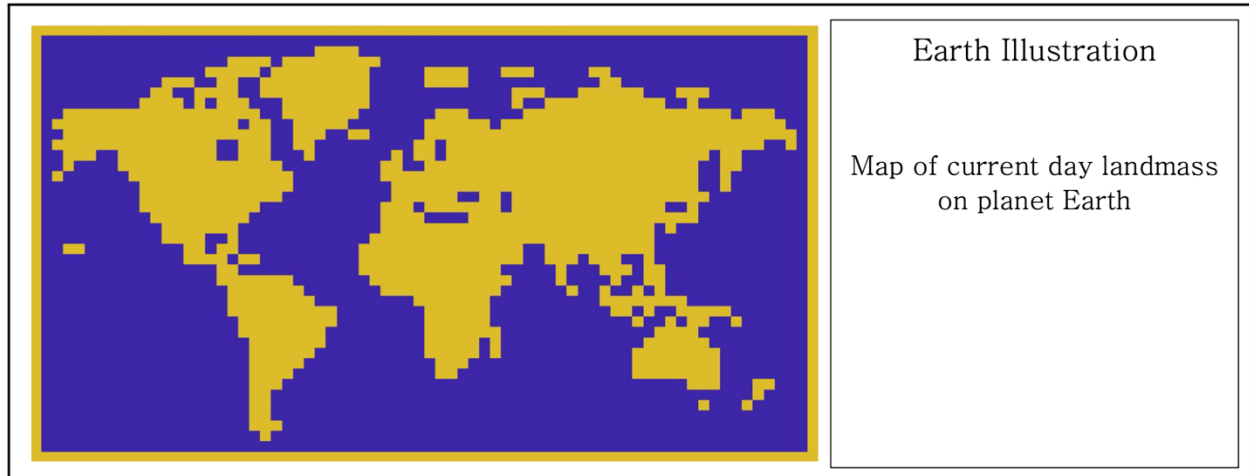 Earth Illustration
Map of current day landmass
on planet Earth